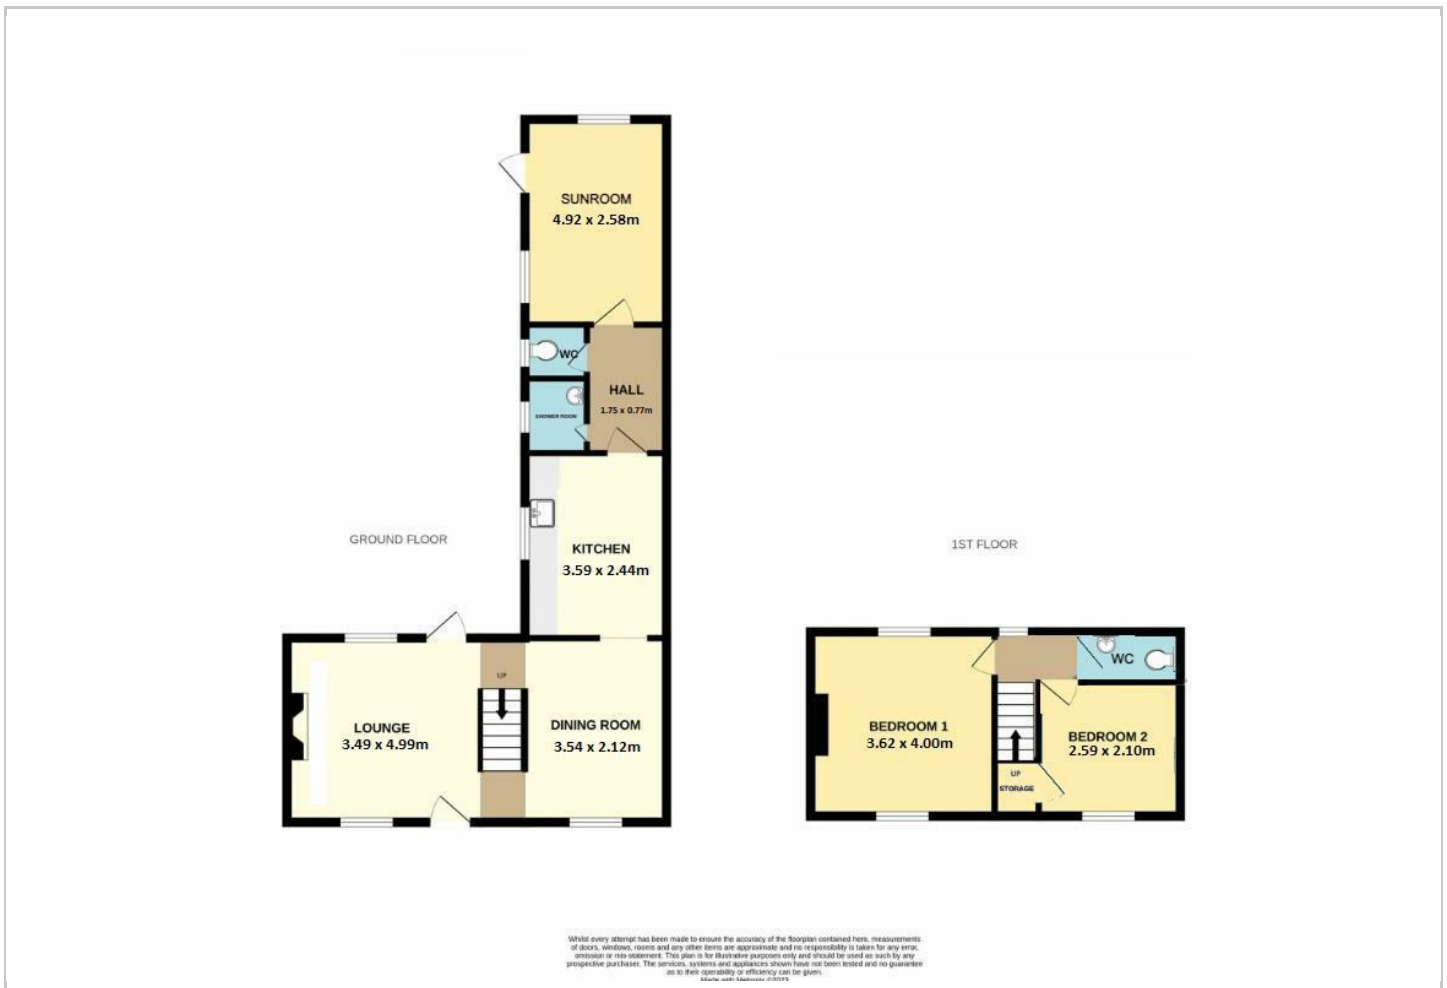 SUNROOM
4.92 x 2.58m
WC
HALL
1.75 x 0.77m
SHOWER ROOM
GROUND FLOOR
KITCHEN
3.59 x 2.44m
UP
LOUNGE
3.49 x 4.99m
DINING ROOM
3.54 x 2.12m
1ST FLOOR
WC
BEDROOM 1
3.62 x 4.00m
BEDROOM 2
2.59 x 2.10m
UP
STORAGE
Whilst every attempt has been made to ensure the accuracy of the floorplan contained here, measurements
of doors, windows, rooms and any other items are approximate and no responsibility is taken for any error,
omission or mis-statement. This plan is for illustrative purposes only and should be used as such by any
prospective purchaser. The services, systems and appliances shown have not been tested and no guarantee
as to their operability or efficiency can be given.
Made with Metropix ©2023